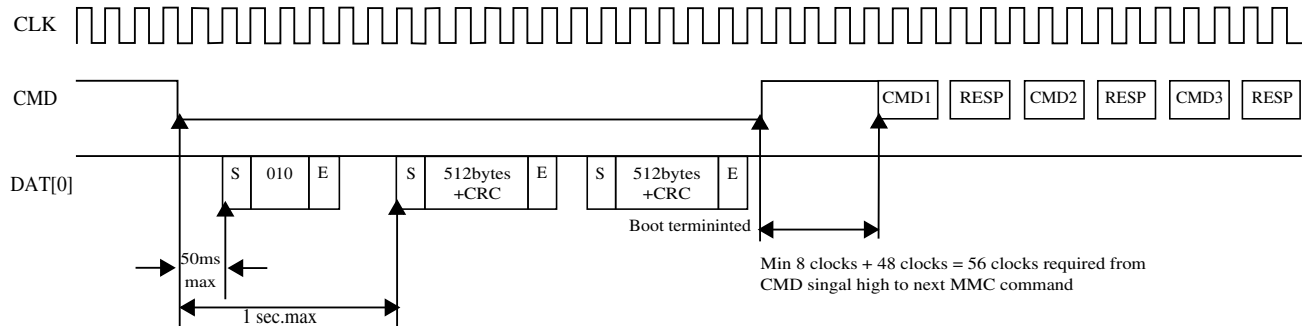 CLK
CMD
CMD1 RESP CMD2 RESP CMD3 RESP
DAT[0]
S 010 E S 512bytes +CRC E S 512bytes +CRC E
Boot termininted
50ms
max
1 sec.max
Min 8 clocks + 48 clocks = 56 clocks required from
CMD singal high to next MMC command